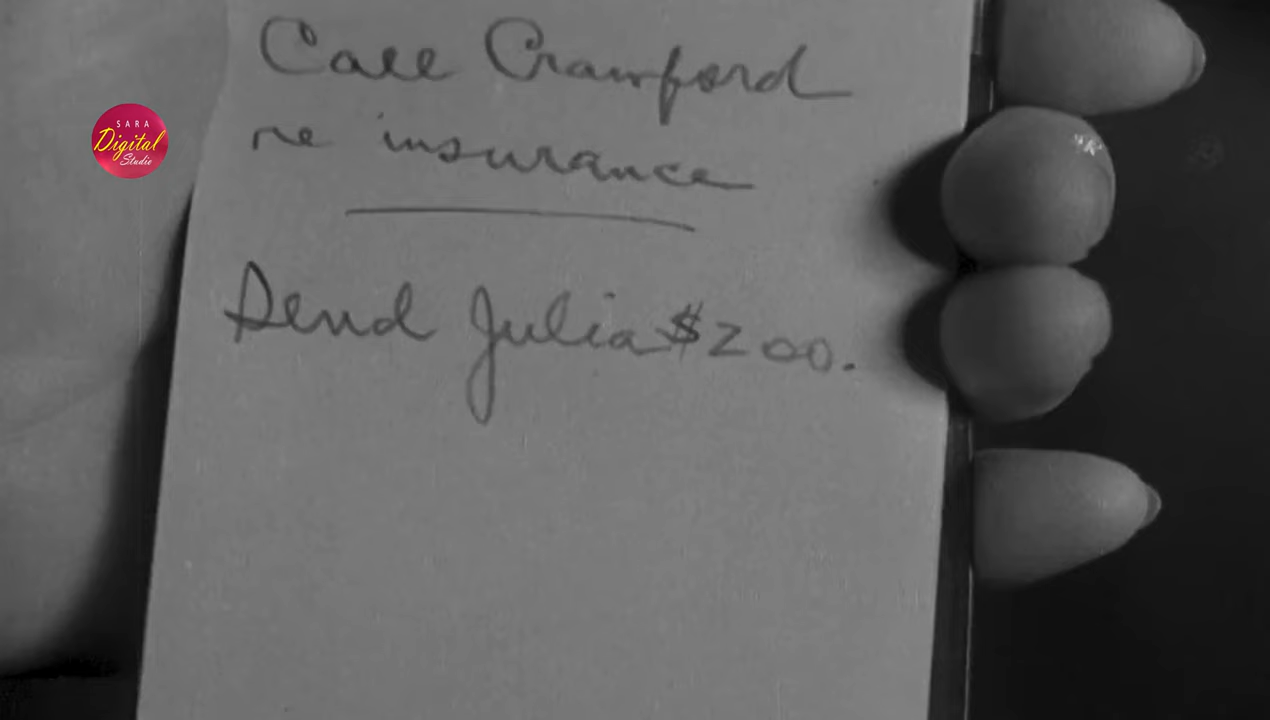 SARA
Digital
Studio
Call Crawford
re insurance
Send Julia $200.